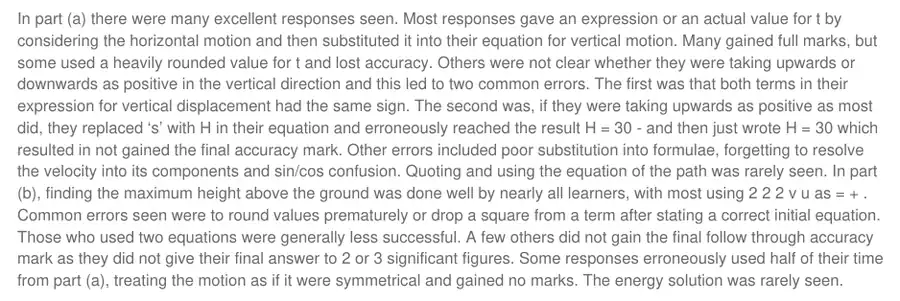 In part (a) there were many excellent responses seen. Most responses gave an expression or an actual value for t by
considering the horizontal motion and then substituted it into their equation for vertical motion. Many gained full marks, but
some used a heavily rounded value for t and lost accuracy. Others were not clear whether they were taking upwards or
downwards as positive in the vertical direction and this led to two common errors. The first was that both terms in their
expression for vertical displacement had the same sign. The second was, if they were taking upwards as positive as most
did, they replaced ‘s’ with H in their equation and erroneously reached the result H = 30 - and then just wrote H = 30 which
resulted in not gained the final accuracy mark. Other errors included poor substitution into formulae, forgetting to resolve
the velocity into its components and sin/cos confusion. Quoting and using the equation of the path was rarely seen. In part
(b), finding the maximum height above the ground was done well by nearly all learners, with most using 2 2 2 v u as = + .
Common errors seen were to round values prematurely or drop a square from a term after stating a correct initial equation.
Those who used two equations were generally less successful. A few others did not gain the final follow through accuracy
mark as they did not give their final answer to 2 or 3 significant figures. Some responses erroneously used half of their time
from part (a), treating the motion as if it were symmetrical and gained no marks. The energy solution was rarely seen.